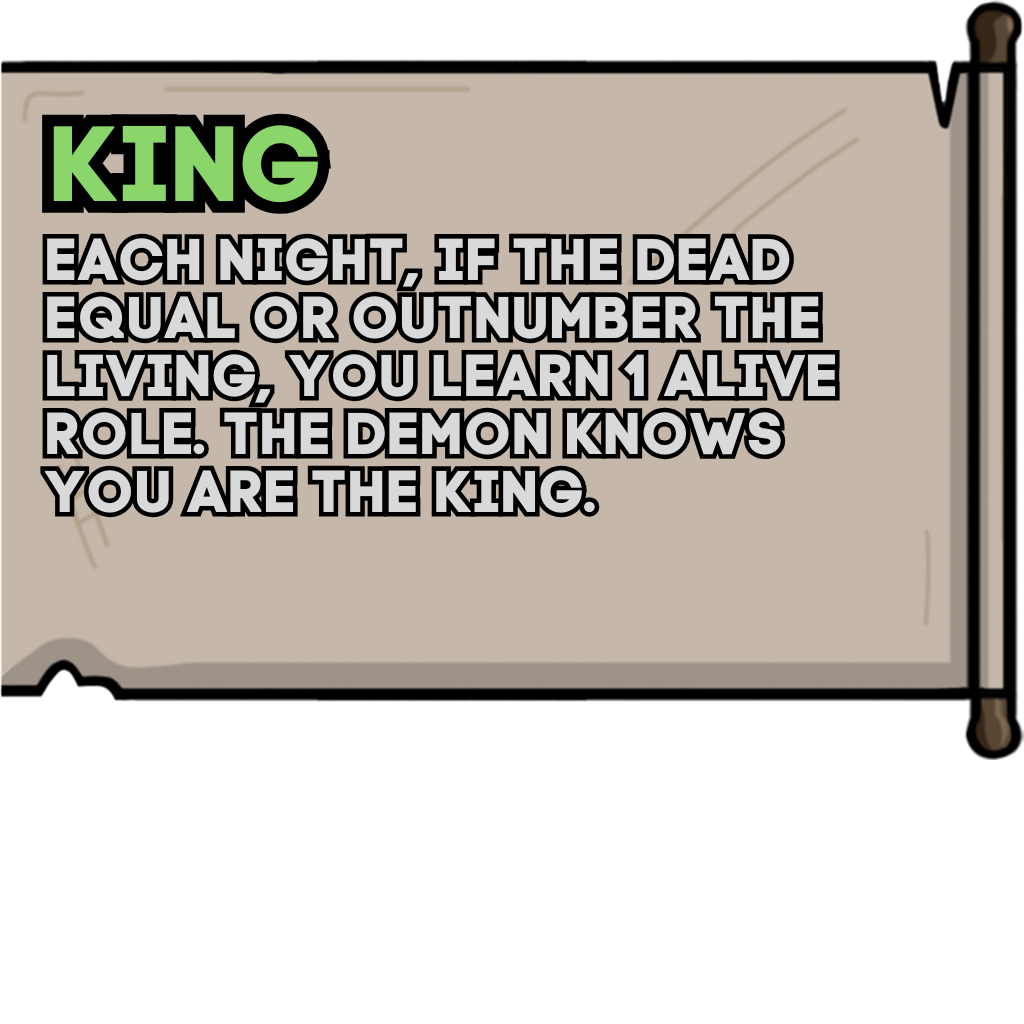 KING
EACH NIGHT, IF THE DEAD
EQUAL OR OUTNUMBER THE
LIVING, YOU LEARN 1 ALIVE
ROLE. THE DEMON KNOWS
YOU ARE THE KING.